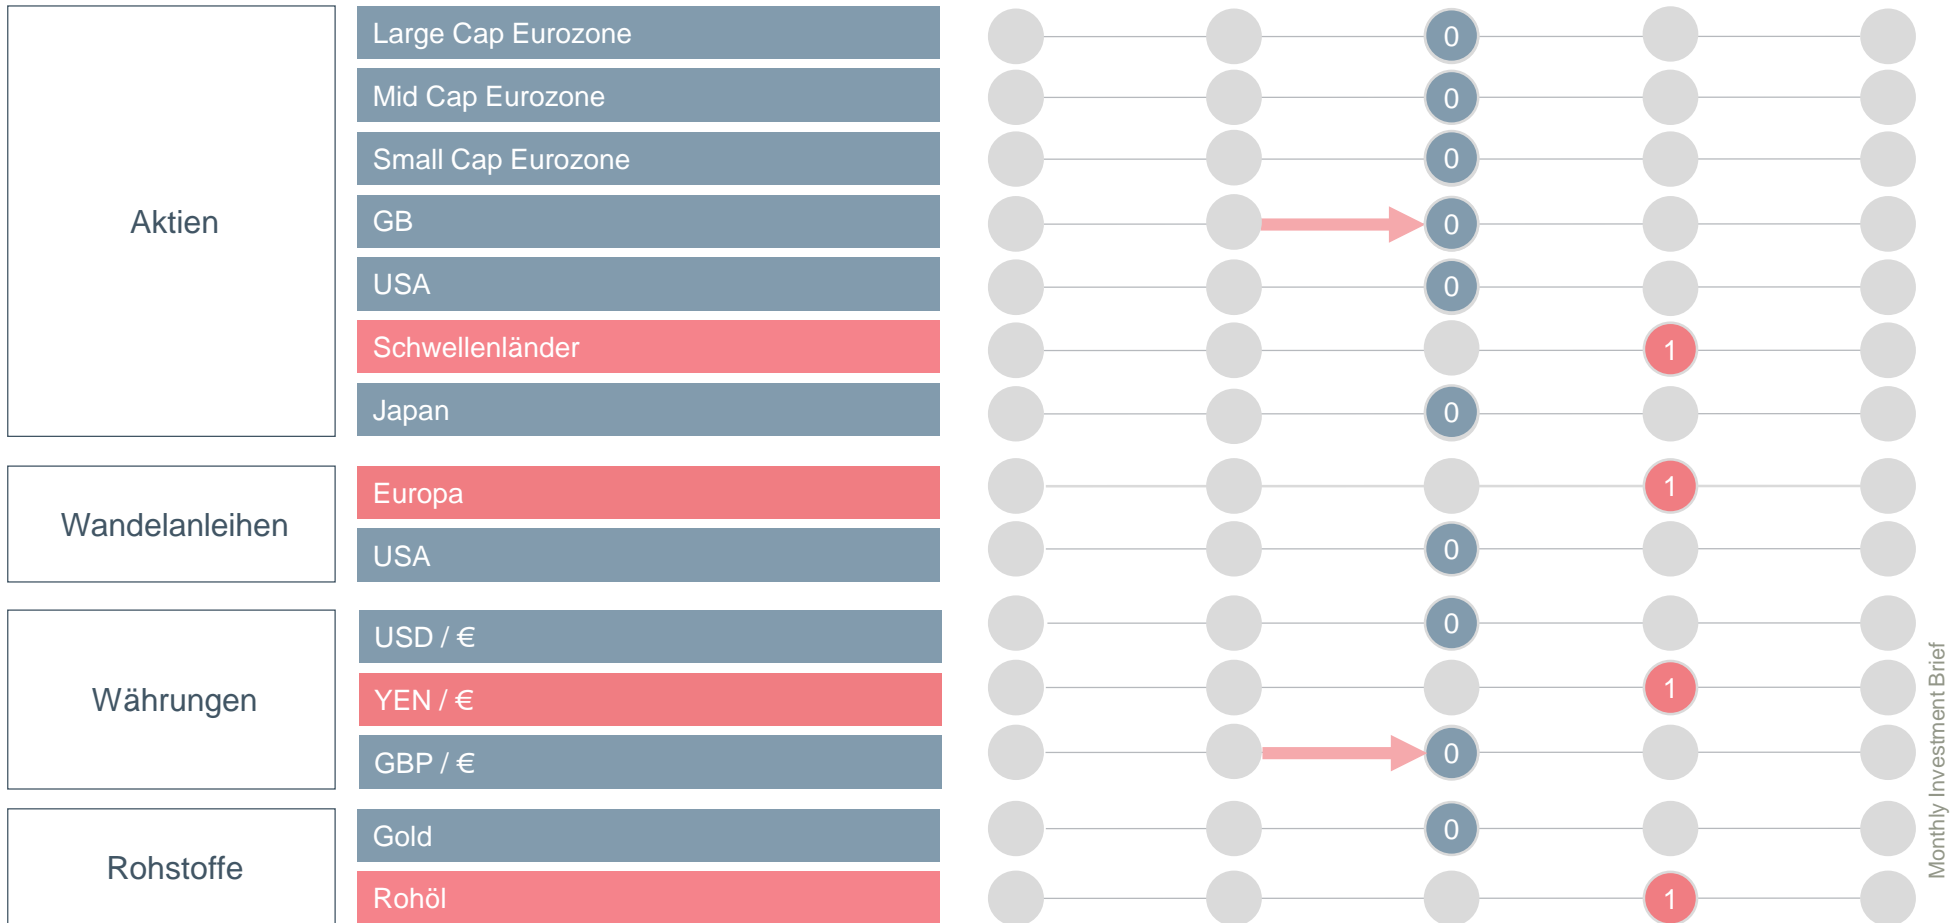 Aktien
Large Cap Eurozone
0
Mid Cap Eurozone
0
Small Cap Eurozone
0
GB
0
USA
0
Schwellenländer
1
Japan
0
Wandelanleihen
Europa
1
USA
0
Währungen
USD / €
0
YEN / €
1
GBP / €
0
Rohstoffe
Gold
0
Rohöl
1
Monthly Investment Brief